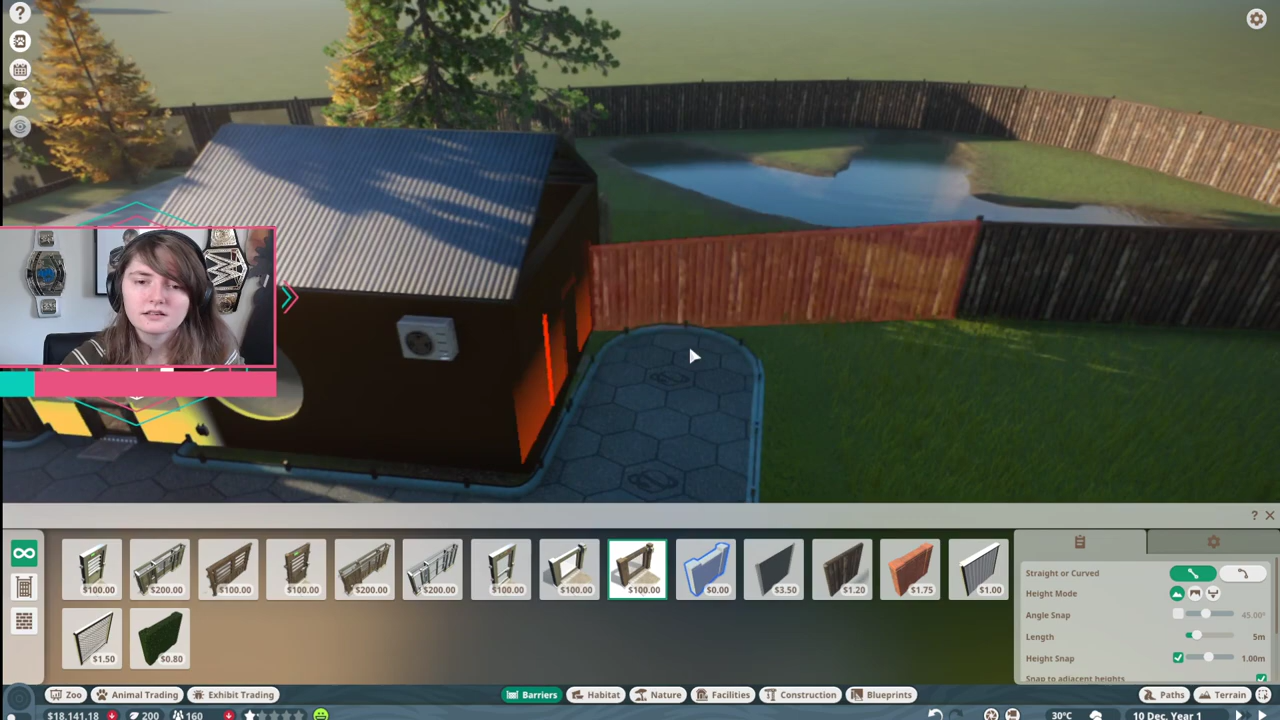 ?
? ×
$100.00 $200.00 $100.00 $100.00 $200.00 $200.00 $100.00 $100.00 $100.00 $0.00 $3.50 $1.20 $1.75 $1.00
$1.50 $0.80
Straight or Curved
Height Mode
Angle Snap 45.00°
Length 5m
Height Snap 1.00m
Snap to adjacent heights
Zoo Animal Trading Exhibit Trading Barriers Habitat Nature Facilities Construction Blueprints Paths Terrain
$18,141.18 200 160 30°C 10 Dec, Year 1